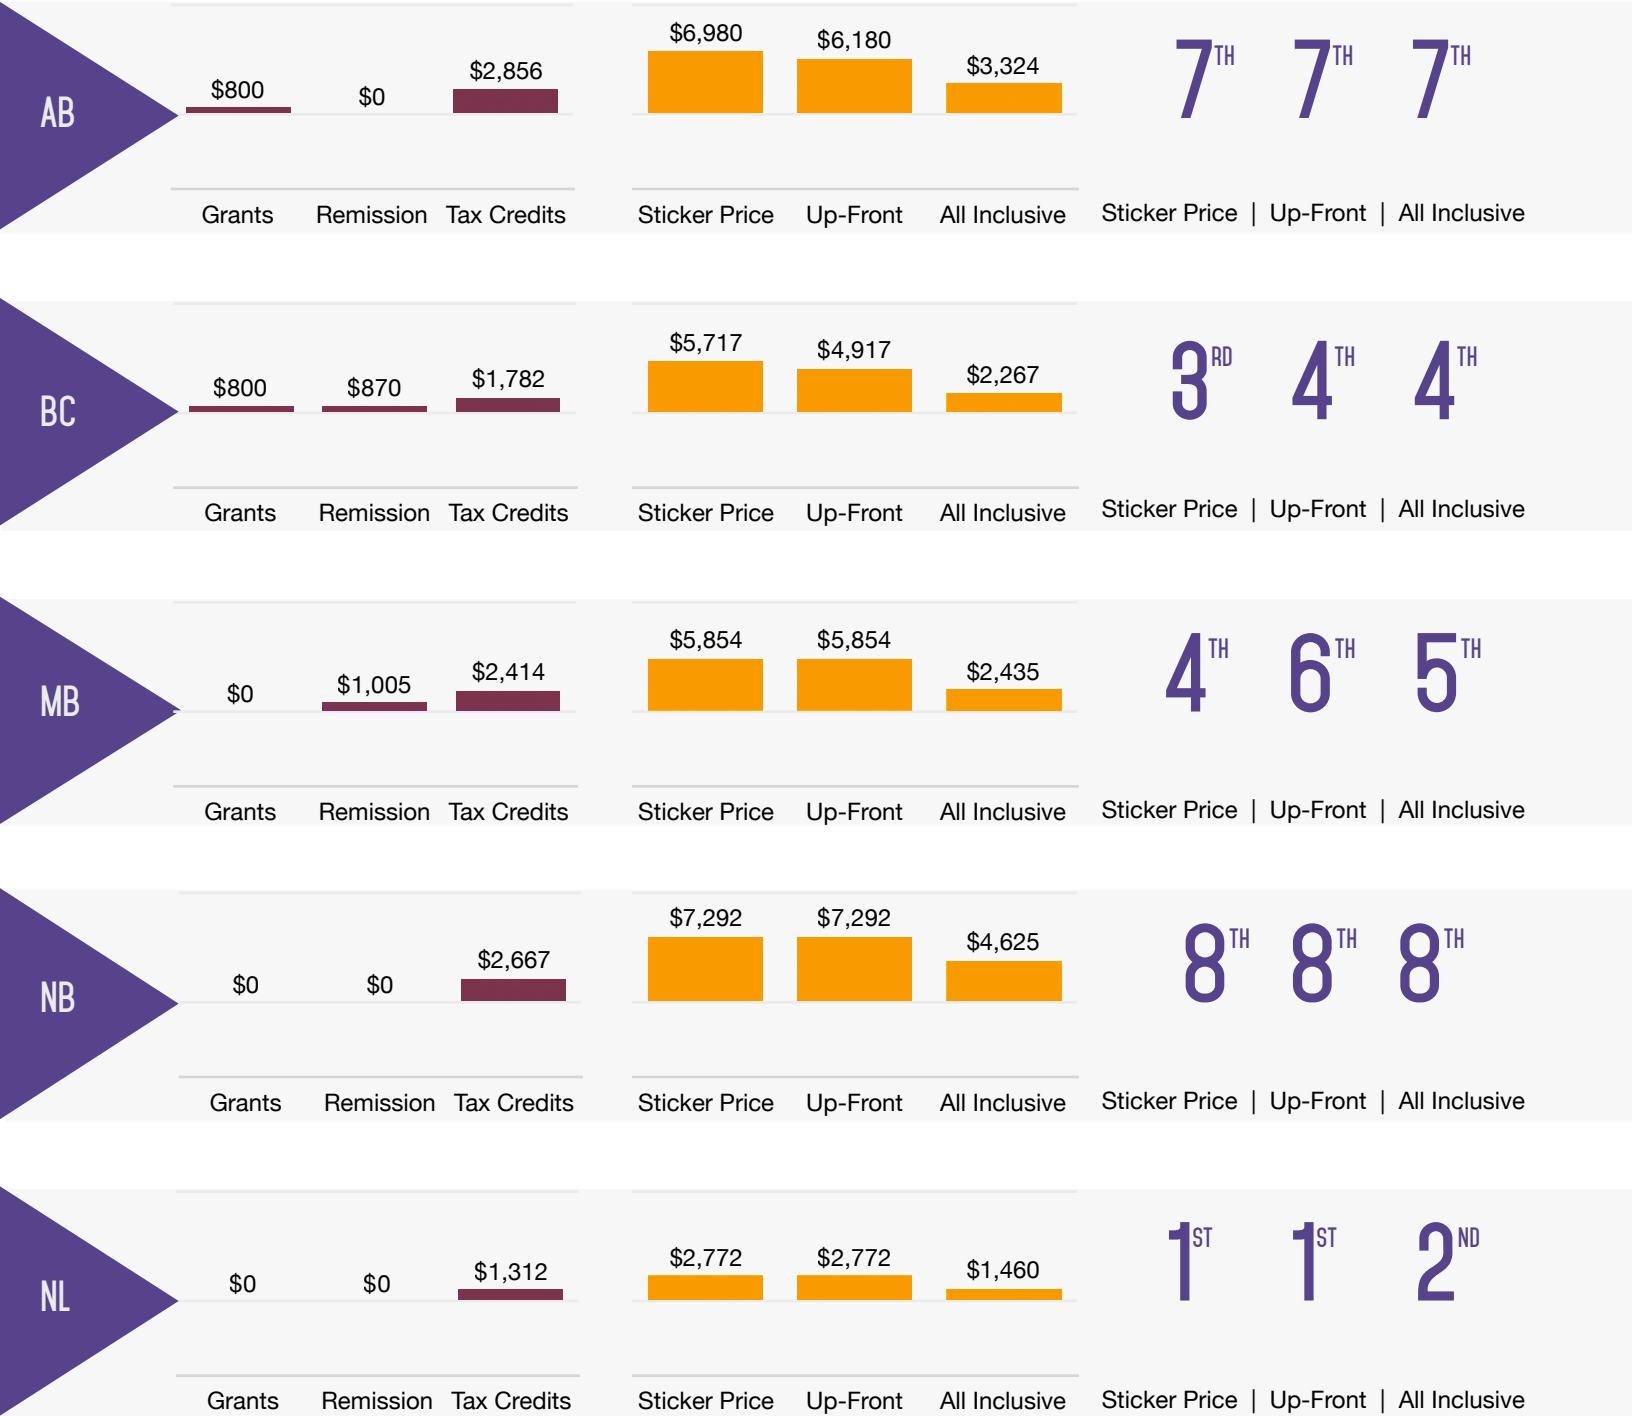 AB
$800 $0 $2,856
Grants Remission Tax Credits
$6,980 $6,180 $3,324
Sticker Price Up-Front All Inclusive
7TH 7TH 7TH
Sticker Price | Up-Front | All Inclusive
BC
$800 $870 $1,782
Grants Remission Tax Credits
$5,717 $4,917 $2,267
Sticker Price Up-Front All Inclusive
3RD 4TH 4TH
Sticker Price | Up-Front | All Inclusive
MB
$0 $1,005 $2,414
Grants Remission Tax Credits
$5,854 $5,854 $2,435
Sticker Price Up-Front All Inclusive
4TH 6TH 5TH
Sticker Price | Up-Front | All Inclusive
NB
$0 $0 $2,667
Grants Remission Tax Credits
$7,292 $7,292 $4,625
Sticker Price Up-Front All Inclusive
8TH 8TH 8TH
Sticker Price | Up-Front | All Inclusive
NL
$0 $0 $1,312
Grants Remission Tax Credits
$2,772 $2,772 $1,460
Sticker Price Up-Front All Inclusive
1ST 1ST 2ND
Sticker Price | Up-Front | All Inclusive